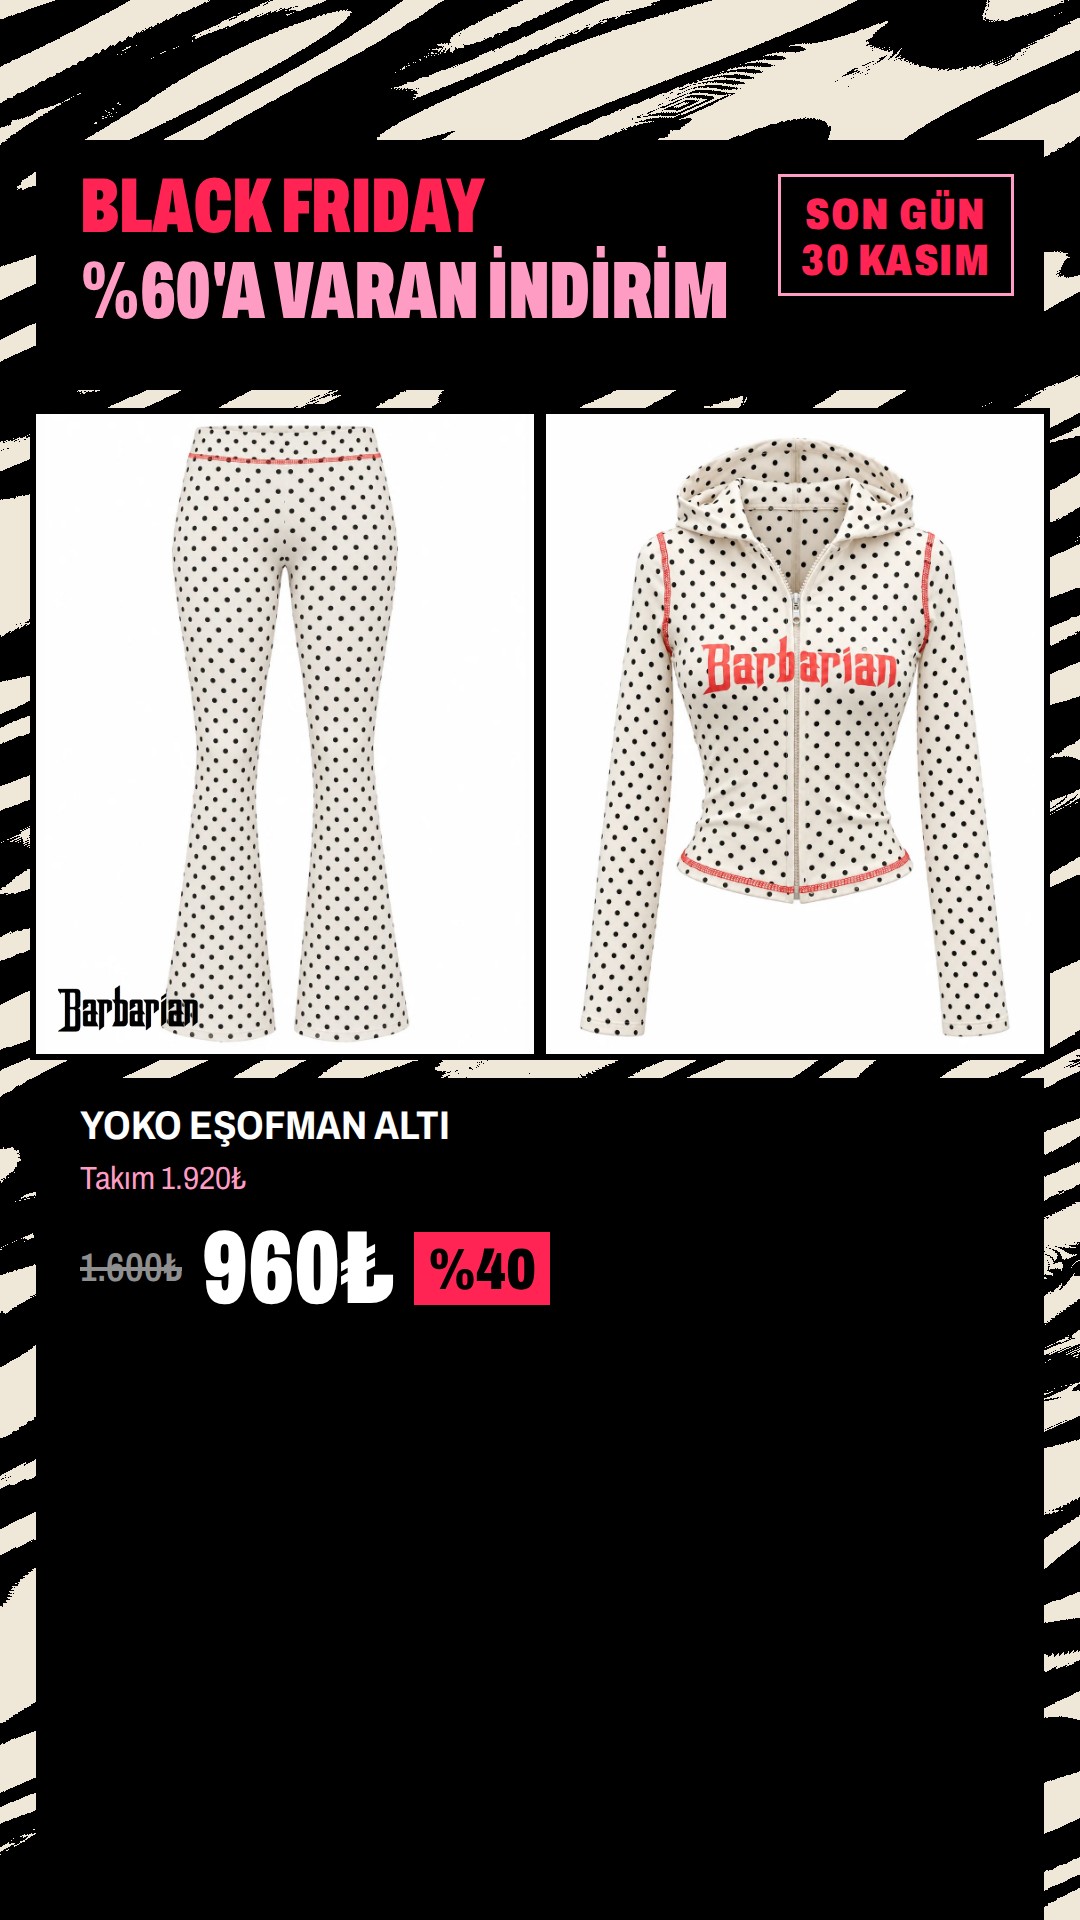 BLACK FRIDAY
%60'A VARAN İNDİRİM
SON GÜN
30 KASIM
Barbarian
Barbarian
YOKO EŞOFMAN ALTI
Takım 1.920₺
1.600₺ 960₺ %40